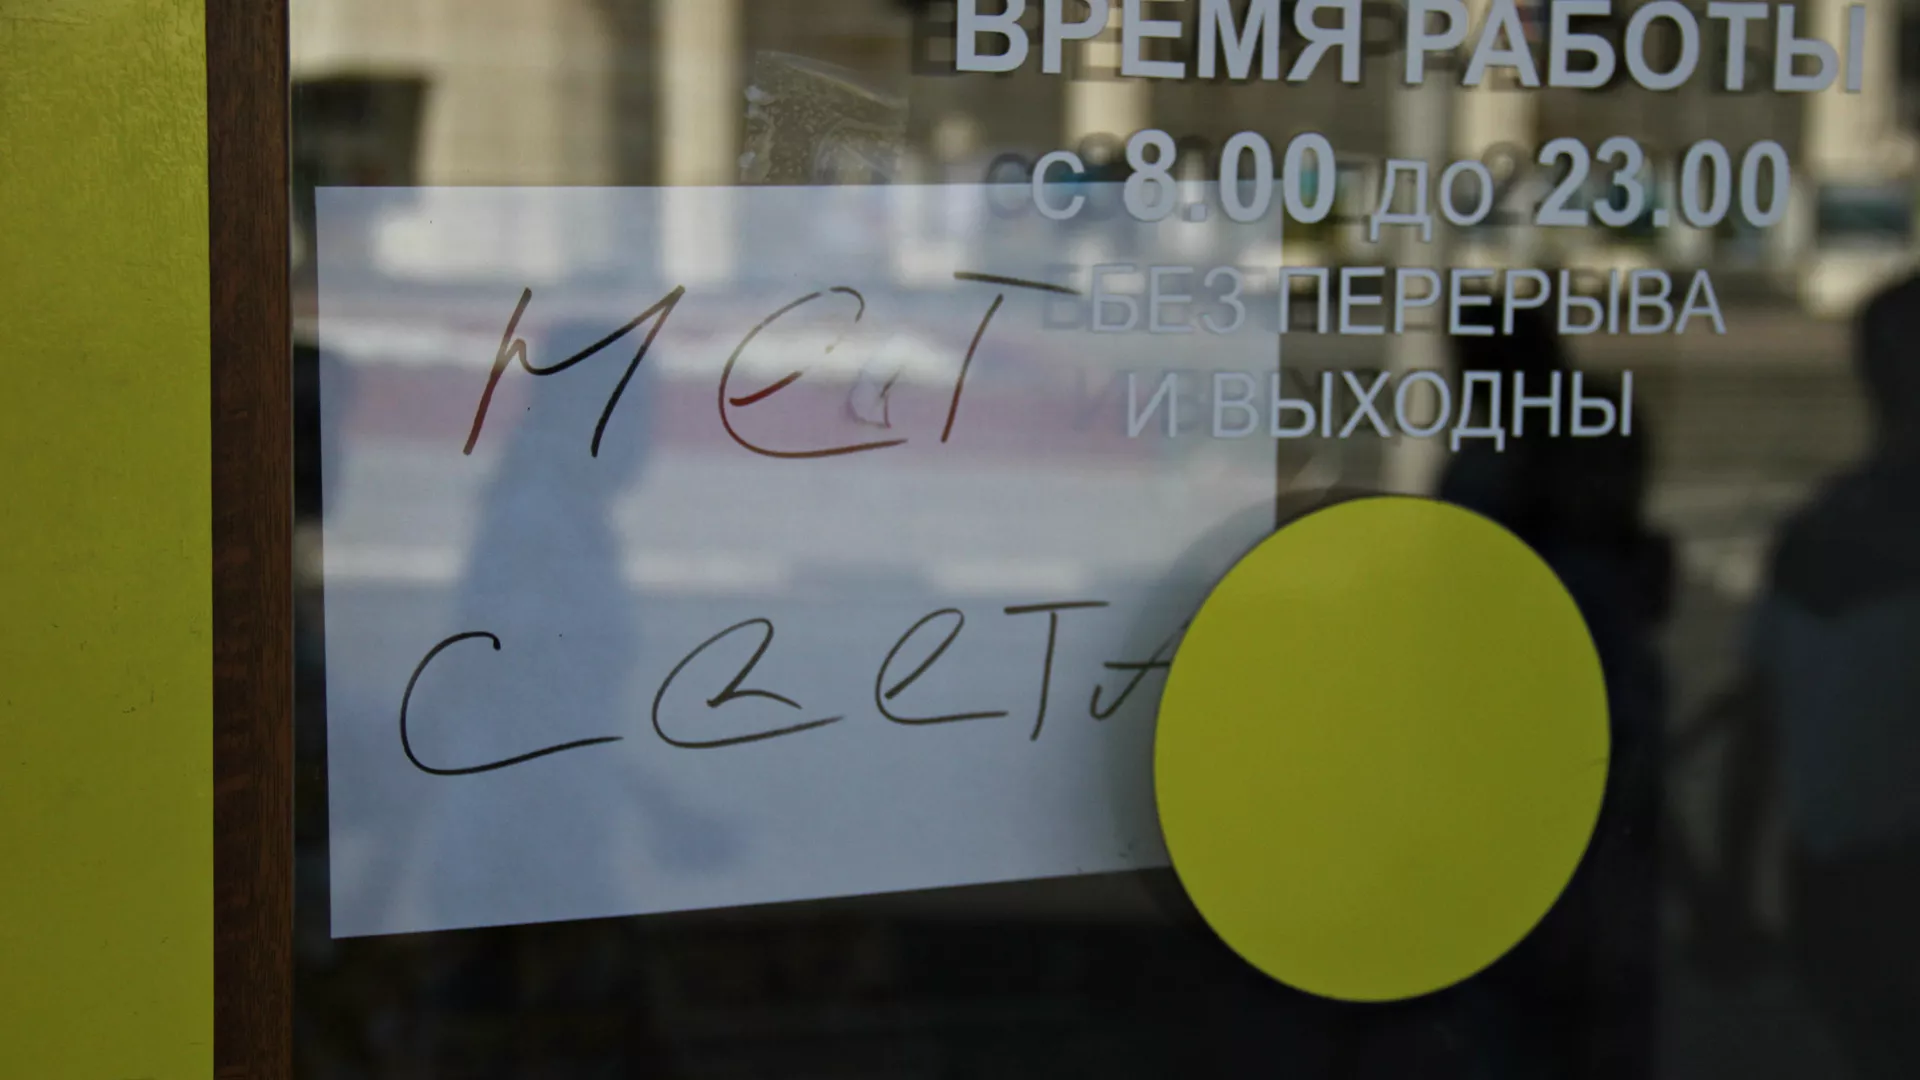 ВРЕМЯ РАБОТЫ
с 8.00 до 23.00
БЕЗ ПЕРЕРЫВА
И ВЫХОДНЫ
НЕТ
СВЕТА